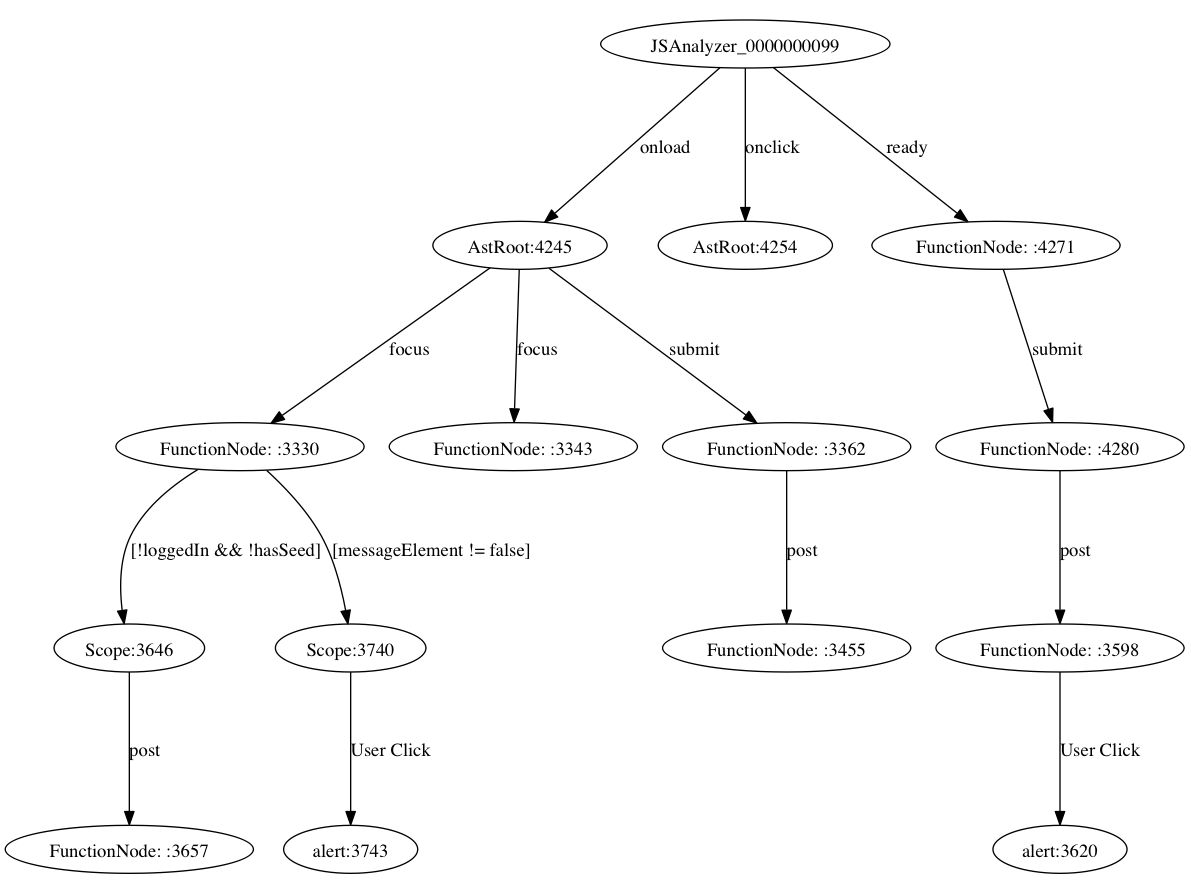 JSAnalyzer_0000000099
onload
onclick
ready
AstRoot:4245
AstRoot:4254
FunctionNode: :4271
focus
focus
submit
submit
FunctionNode: :3330
FunctionNode: :3343
FunctionNode: :3362
FunctionNode: :4280
[!loggedIn && !hasSeed]
[messageElement != false]
post
post
Scope:3646
Scope:3740
FunctionNode: :3455
FunctionNode: :3598
post
User Click
User Click
FunctionNode: :3657
alert:3743
alert:3620